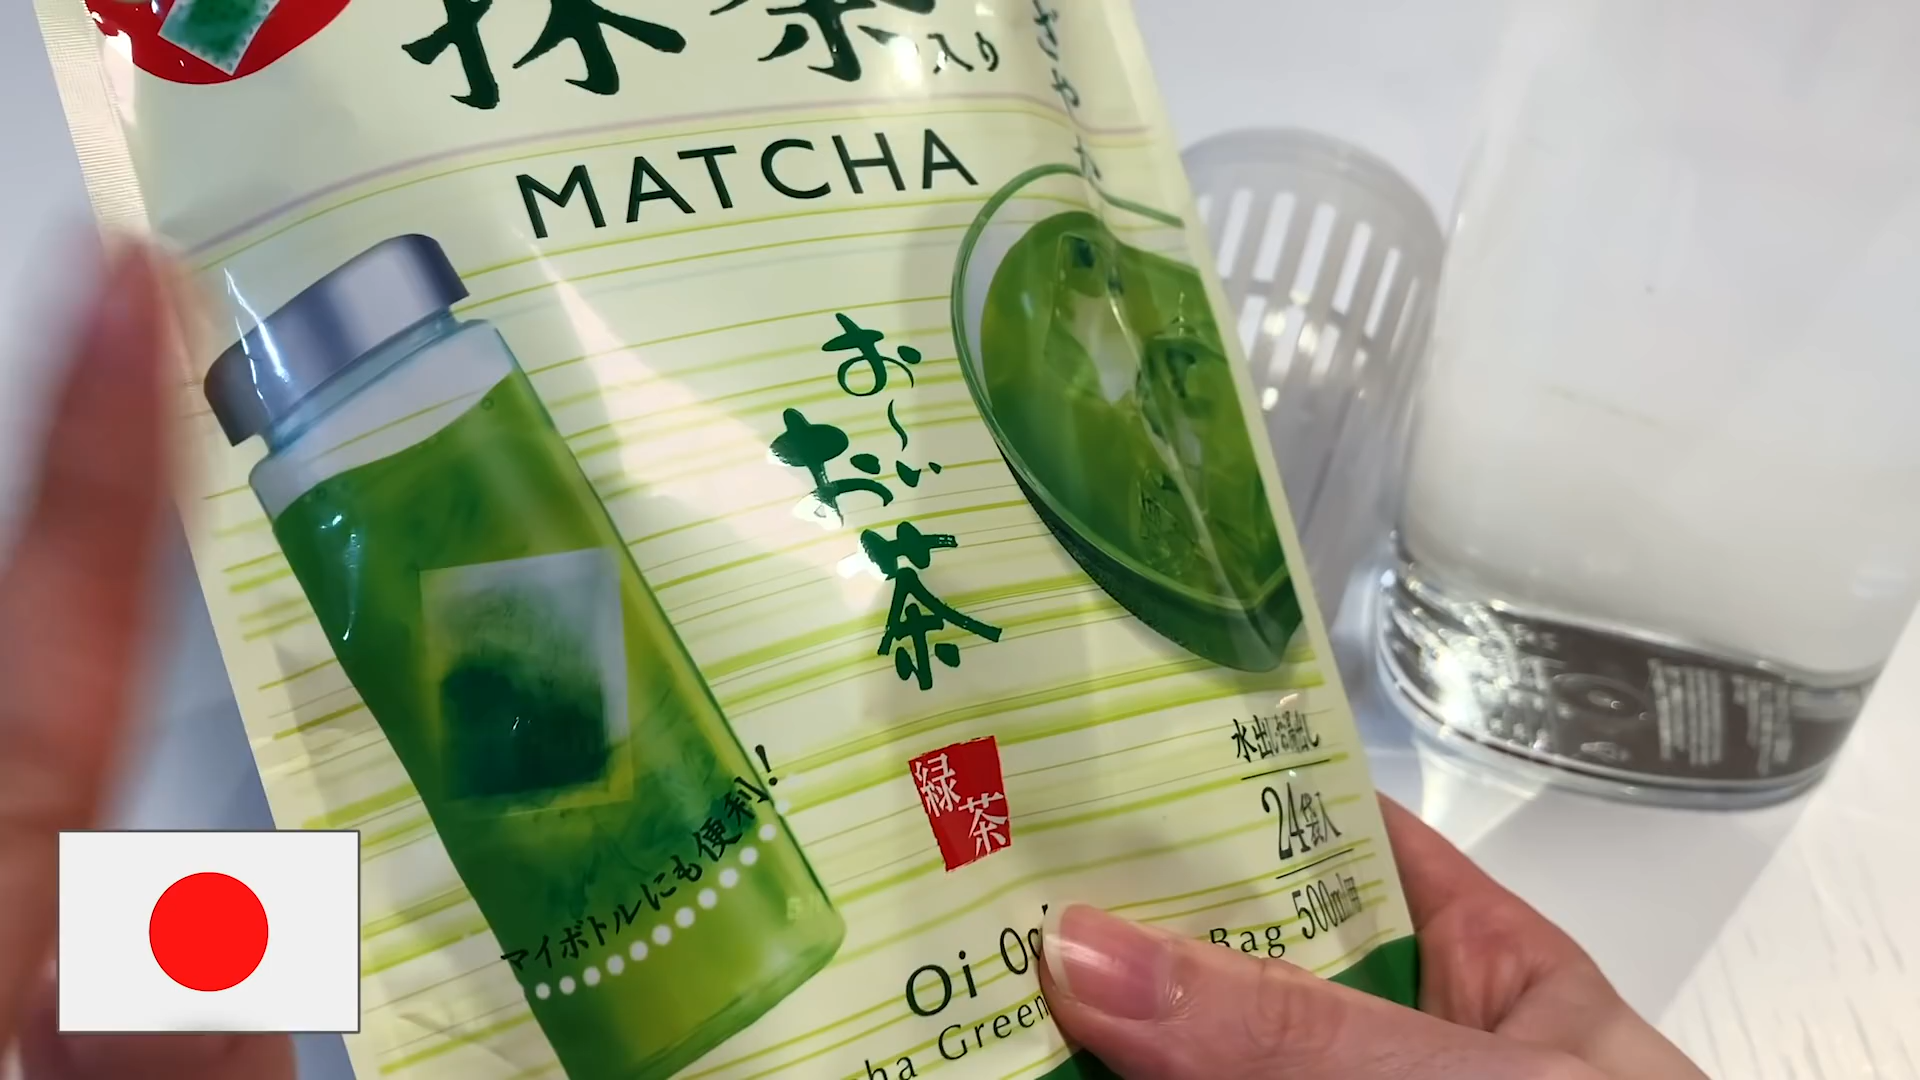 抹茶入り
MATCHA
お〜い
お茶
緑茶
水出し お湯出し
24袋入
500ml用
マイボトルにも便利!
Oi
Bag
Green